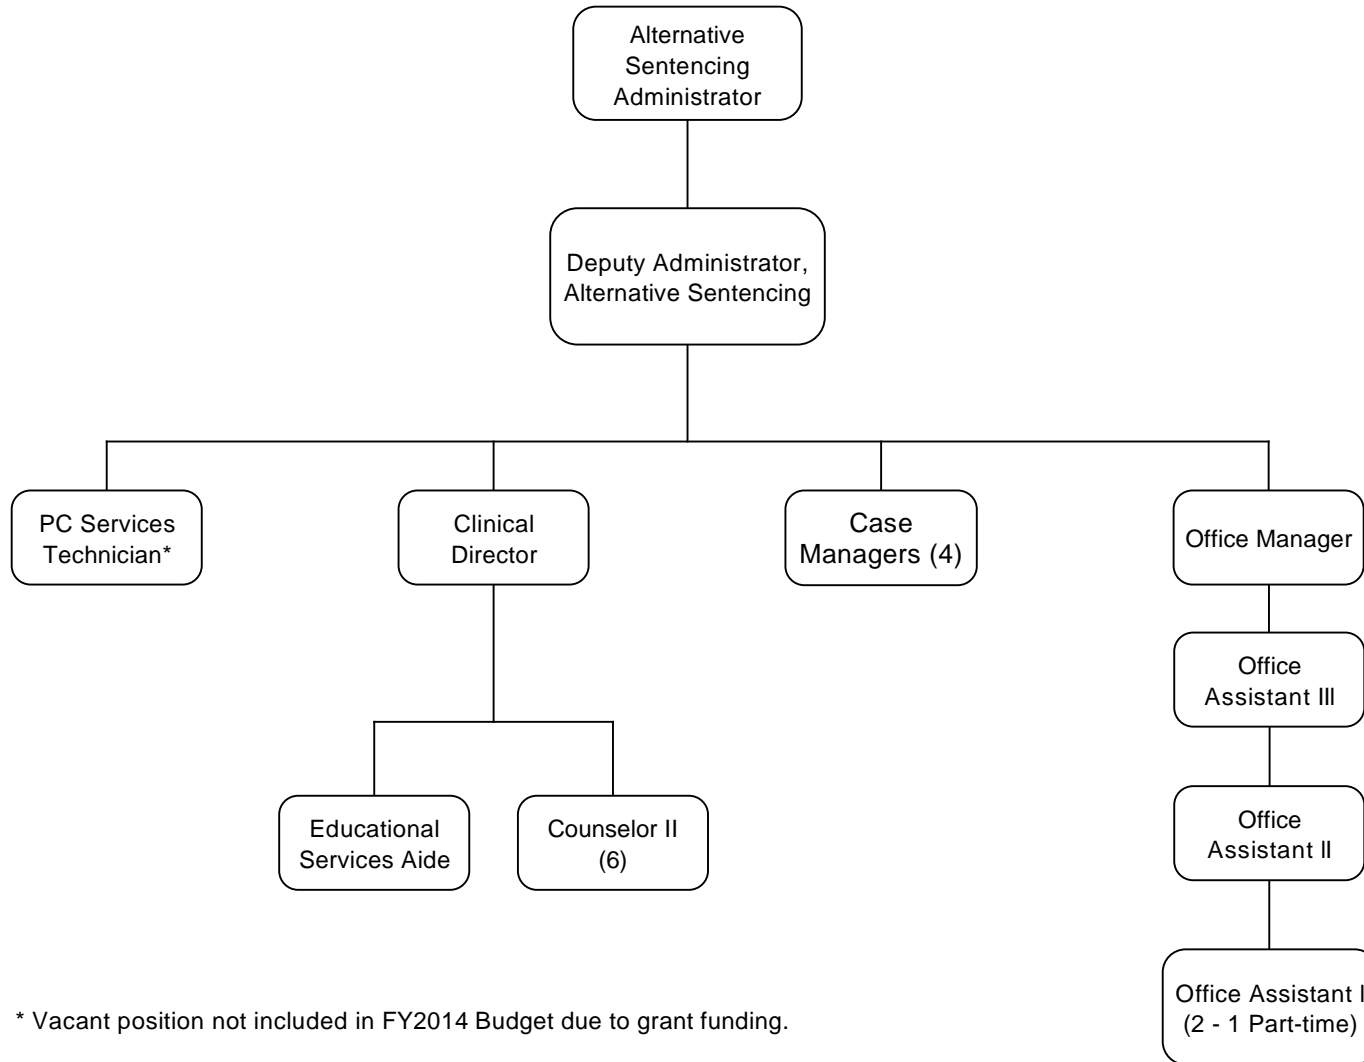 Alternative
Sentencing
Administrator
Deputy Administrator,
Alternative Sentencing
PC Services
Technician*
Clinical
Director
Case
Managers (4)
Office Manager
Office
Assistant III
Educational
Services Aide
Counselor II
(6)
Office
Assistant II
Office Assistant I
(2 - 1 Part-time)
* Vacant position not included in FY2014 Budget due to grant funding.